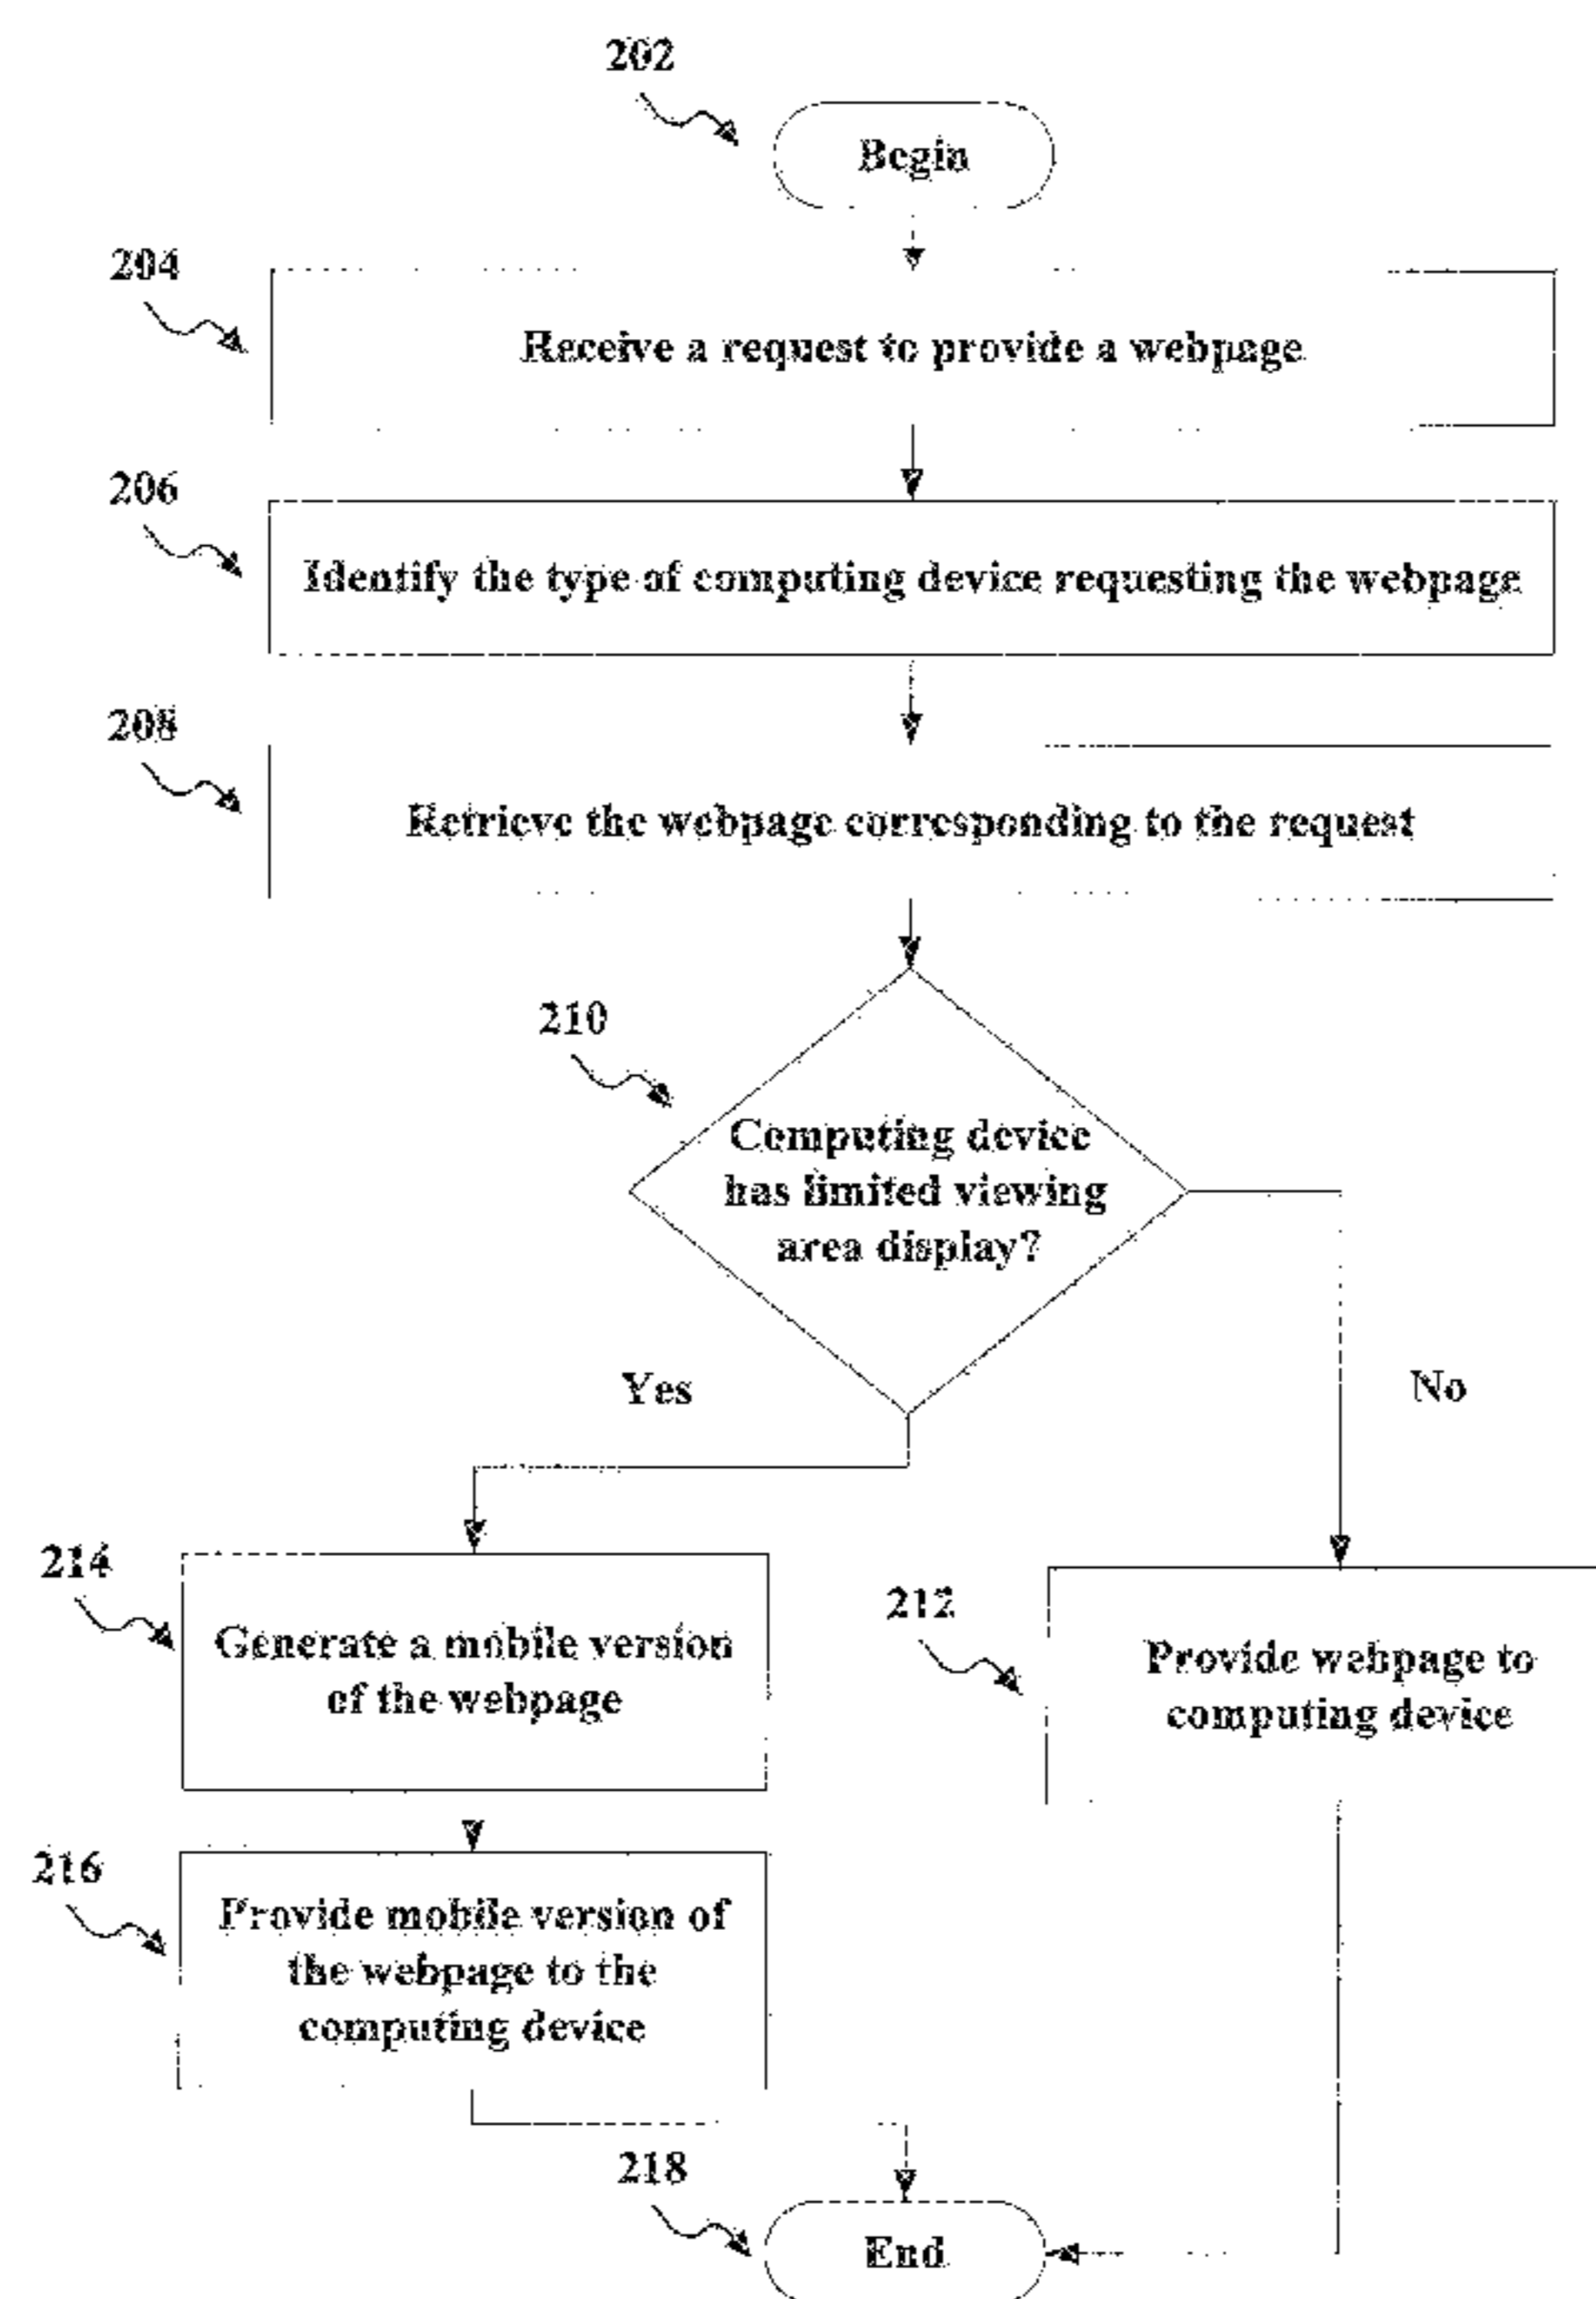 202
Begin
204
Receive a request to provide a webpage
206
Identify the type of computing device requesting the webpage
208
Retrieve the webpage corresponding to the request
210
Computing device
has limited viewing
area display?
Yes
No
214
Generate a mobile version
of the webpage
212
Provide webpage to
computing device
216
Provide mobile version of
the webpage to the
computing device
218
End